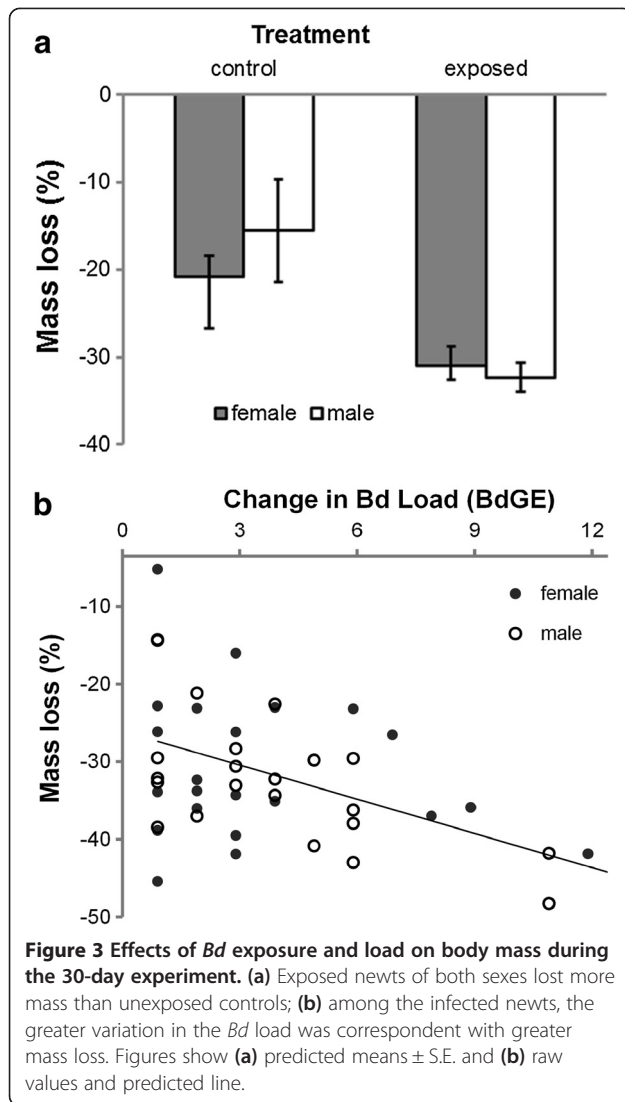 a
Treatment
control exposed
0
-10
-20
-30
-40
Mass loss (%)
female male
b
Change in Bd Load (BdGE)
0 3 6 9 12
-10
-20
-30
-40
-50
Mass loss (%)
female
male
Figure 3 Effects of Bd exposure and load on body mass during
the 30-day experiment. (a) Exposed newts of both sexes lost more
mass than unexposed controls; (b) among the infected newts, the
greater variation in the Bd load was correspondent with greater
mass loss. Figures show (a) predicted means ± S.E. and (b) raw
values and predicted line.